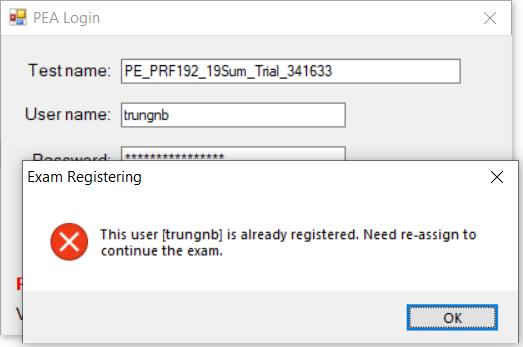 PEA Login
Test name: PE_PRF192_19Sum_Trial_341633
User name: trungnb
Password: ****************
Exam Registering
This user [trungnb] is already registered. Need re-assign to
continue the exam.
OK